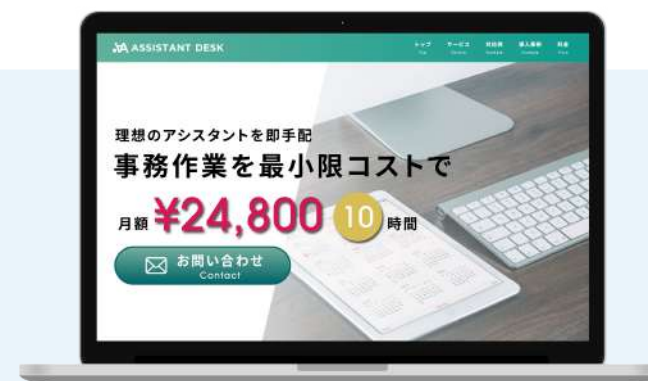 ASSISTANT DESK
トップ サービス 対応例 導入事例 料金
理想のアシスタントを即手配
事務作業を最小限コストで
月額 ¥24,800 10 時間
お問い合わせ
Contact